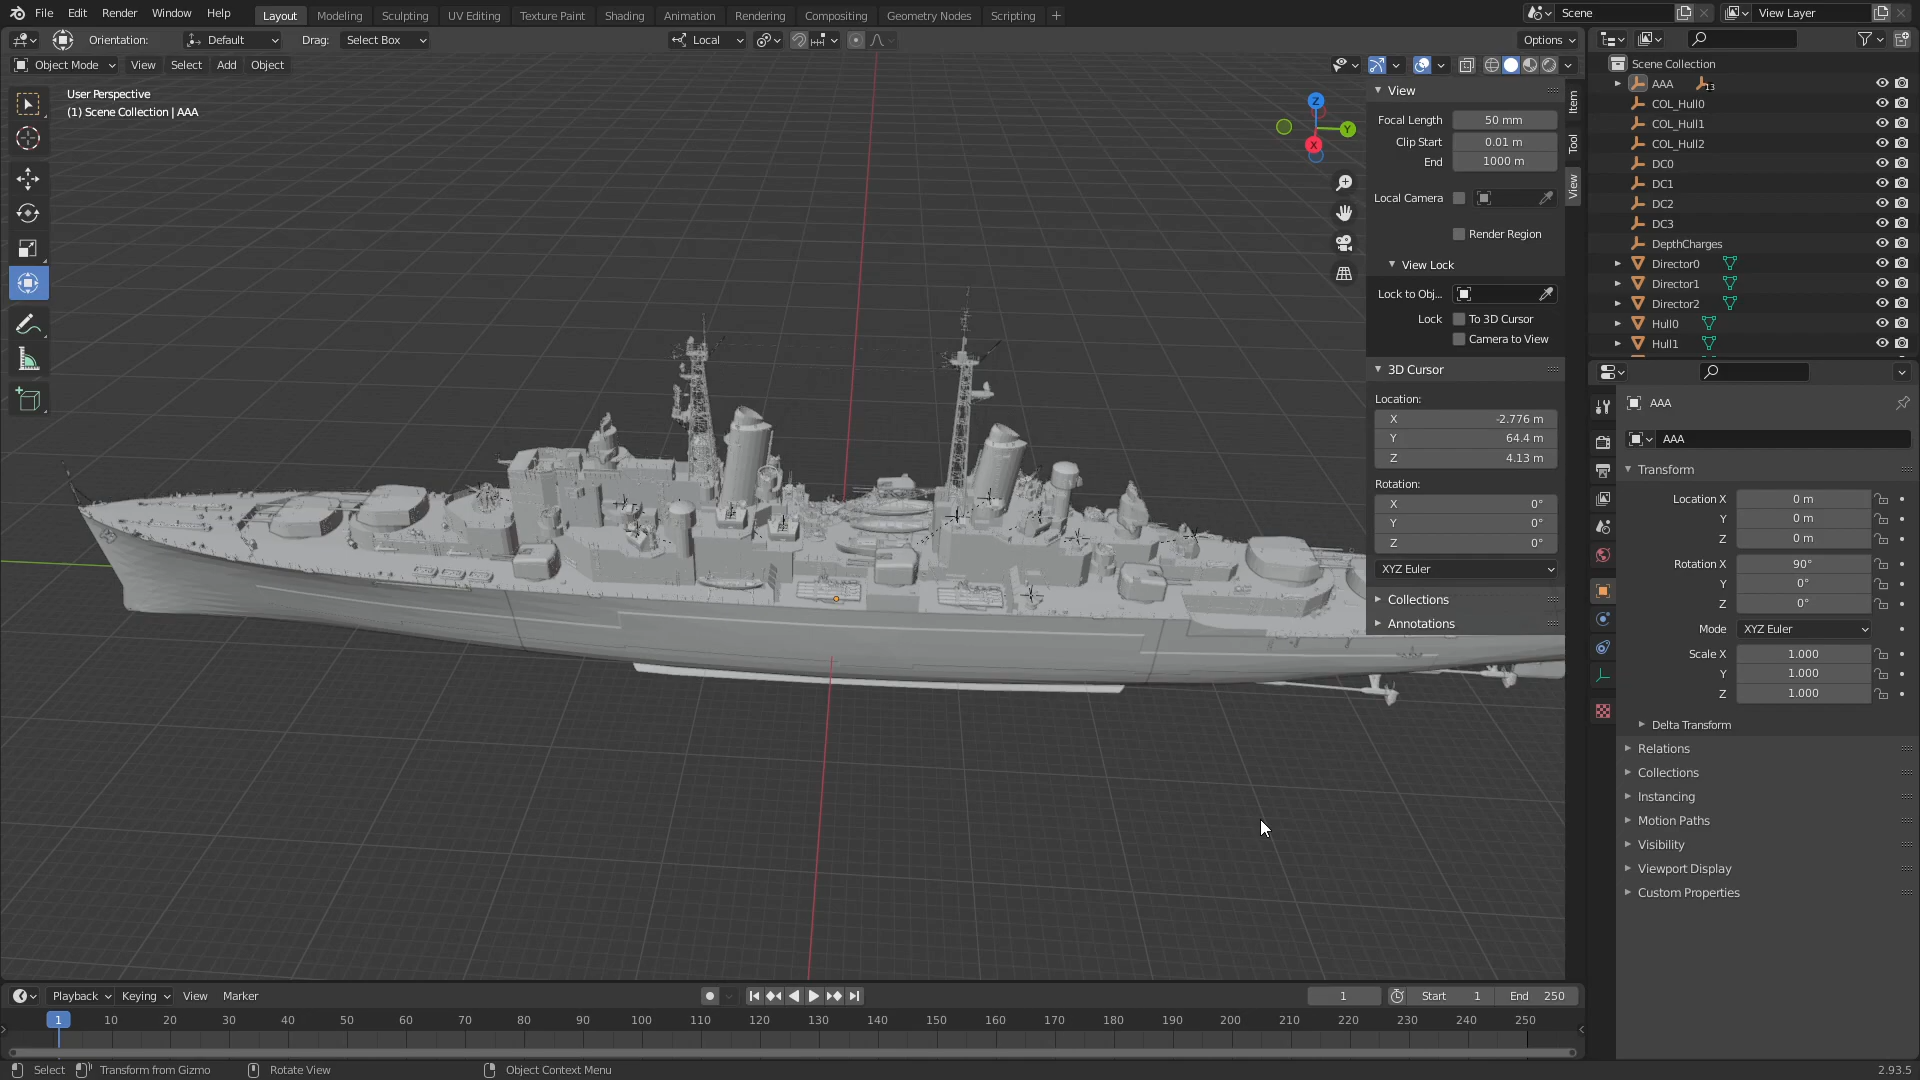 File Edit Render Window Help
Layout Modeling Sculpting UV Editing Texture Paint Shading Animation Rendering Compositing Geometry Nodes Scripting
Scene
View Layer
Orientation: Default Drag: Select Box
Local
Options
Object Mode View Select Add Object
User Perspective
(1) Scene Collection | AAA
Z
Y
X
View
Focal Length 50 mm
Clip Start 0.01 m
End 1000 m
Local Camera
Render Region
View Lock
Lock to Obj...
Lock To 3D Cursor
Camera to View
3D Cursor
Location:
X -2.776 m
Y 64.4 m
Z 4.13 m
Rotation:
X 0°
Y 0°
Z 0°
XYZ Euler
Collections
Annotations
Item
Tool
View
Scene Collection
AAA 13
COL_Hull0
COL_Hull1
COL_Hull2
DC0
DC1
DC2
DC3
DepthCharges
Director0
Director1
Director2
Hull0
Hull1
AAA
AAA
Transform
Location X 0 m
Y 0 m
Z 0 m
Rotation X 90°
Y 0°
Z 0°
Mode XYZ Euler
Scale X 1.000
Y 1.000
Z 1.000
Delta Transform
Relations
Collections
Instancing
Motion Paths
Visibility
Viewport Display
Custom Properties
Playback Keying View Marker
1 Start 1 End 250
1 10 20 30 40 50 60 70 80 90 100 110 120 130 140 150 160 170 180 190 200 210 220 230 240 250
Select Transform from Gizmo Rotate View Object Context Menu
2.93.5